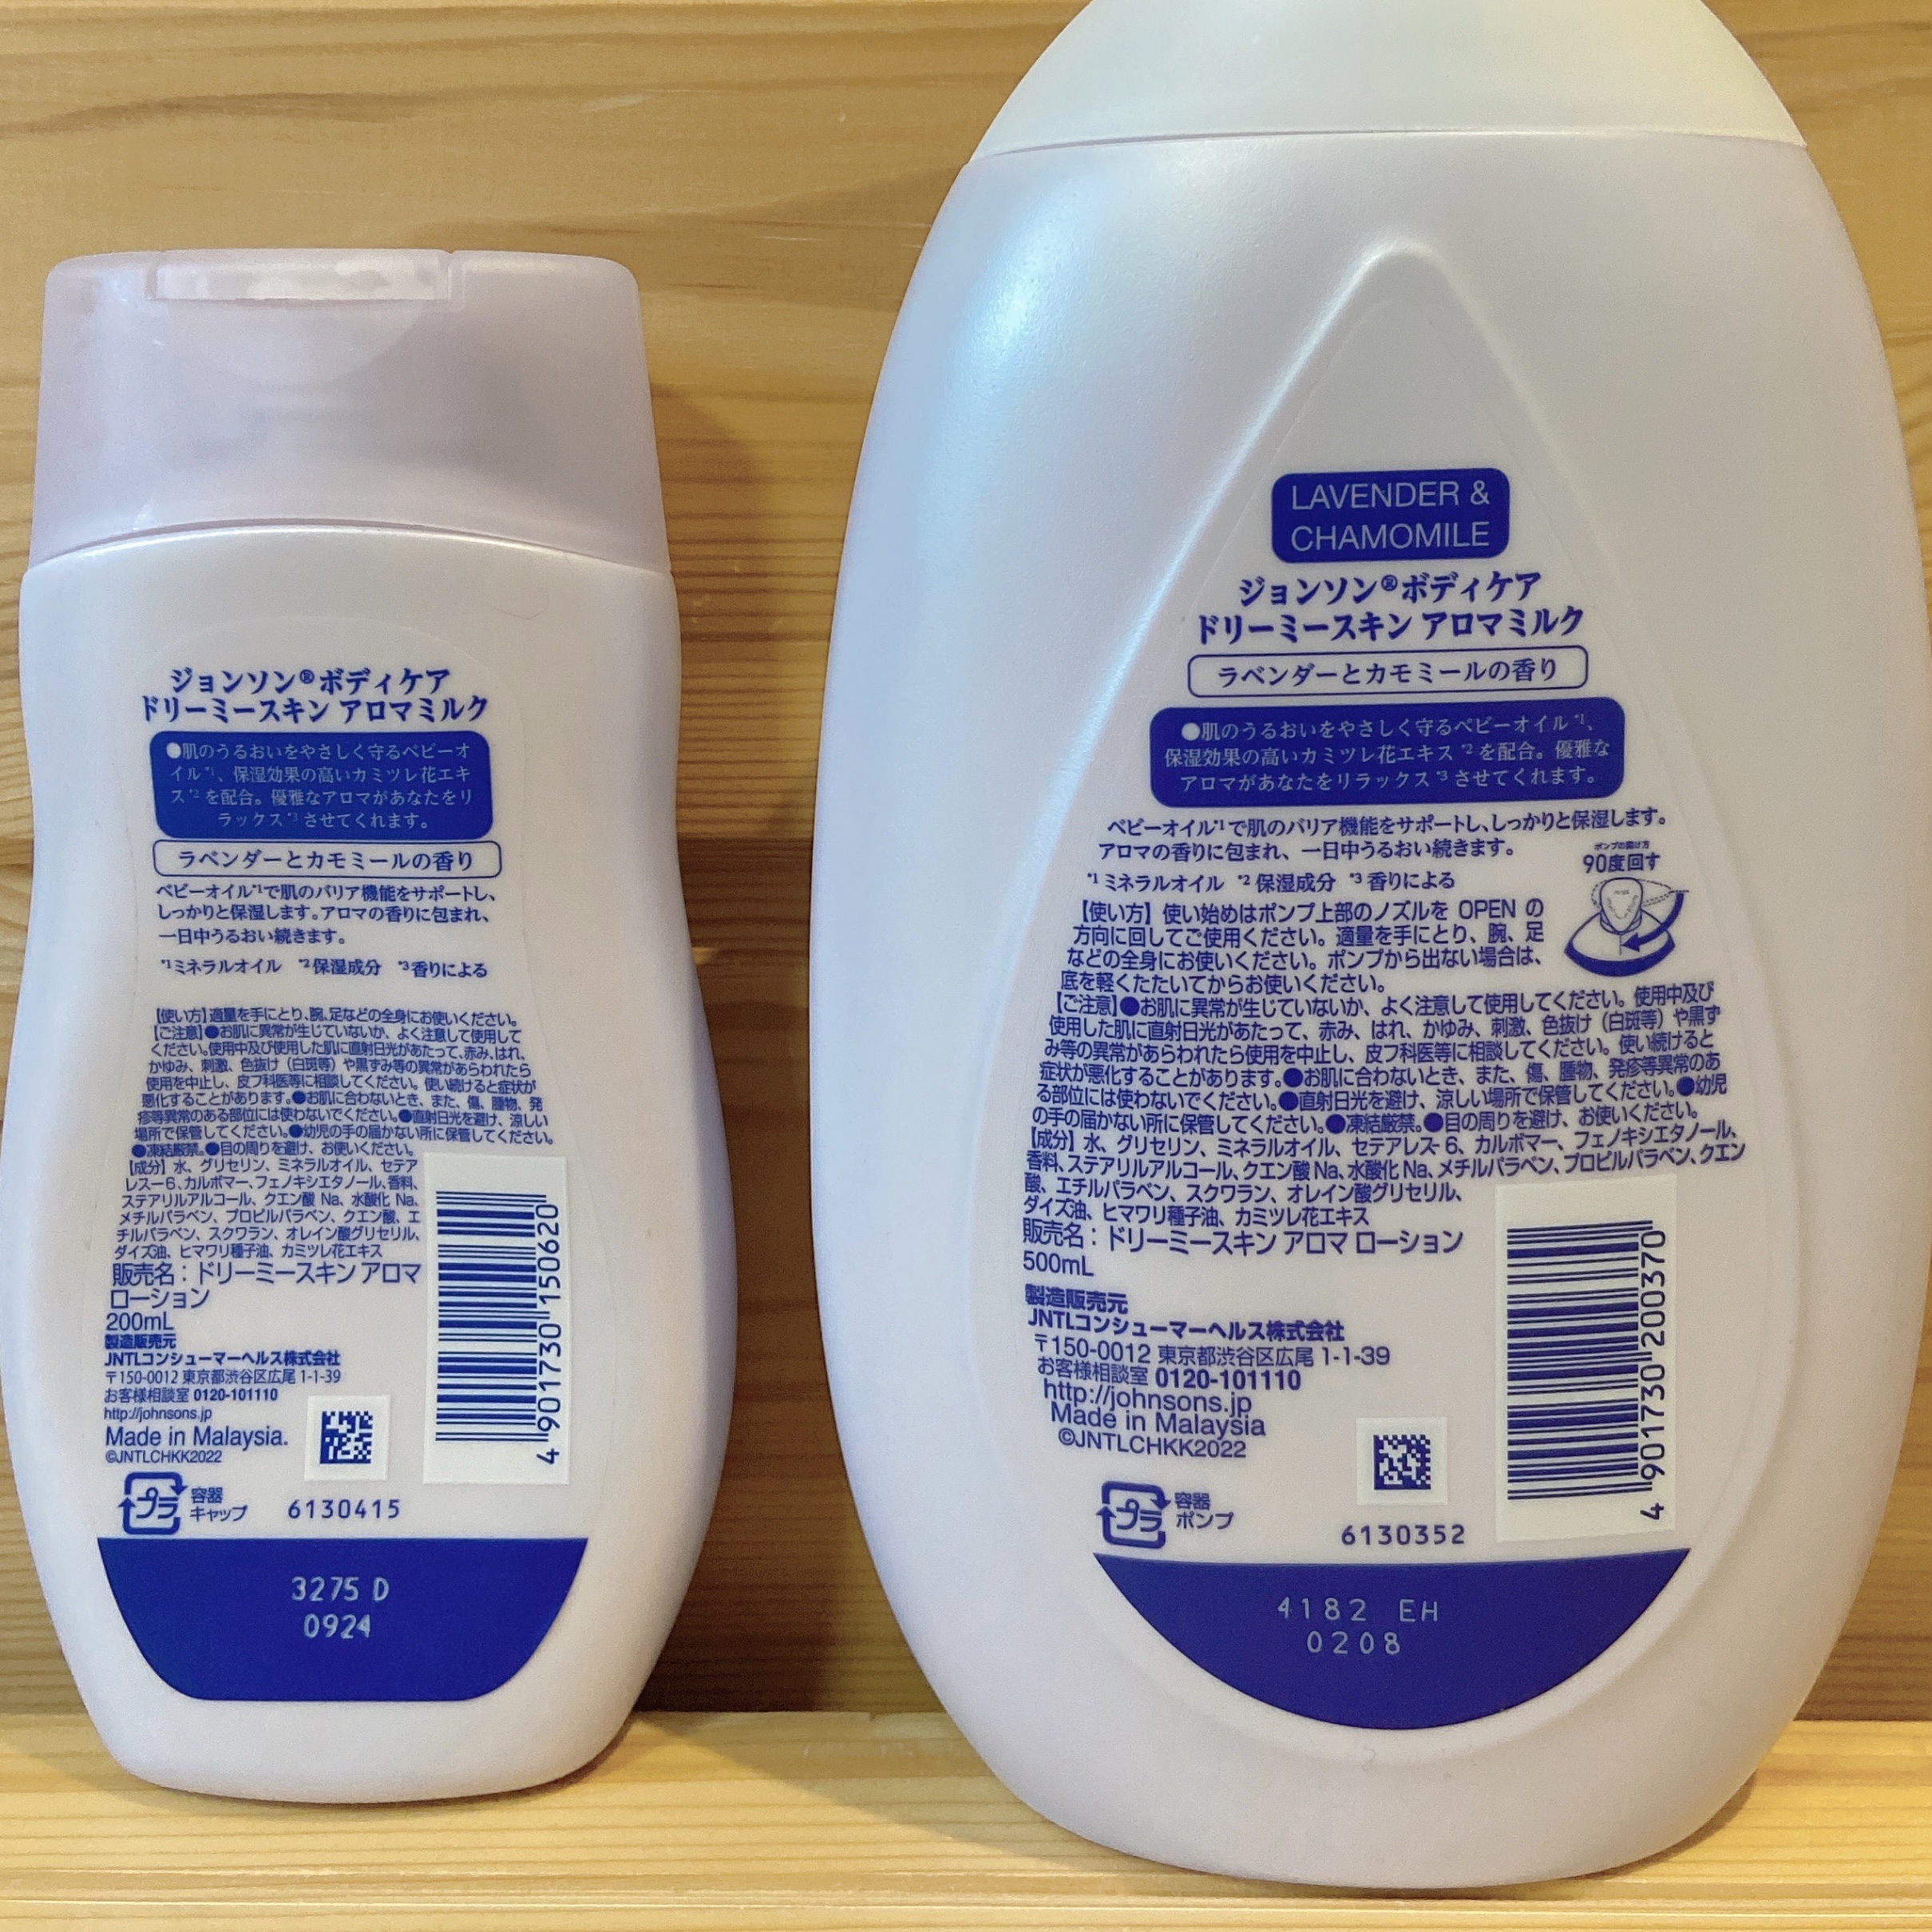 ジョンソン®ボディケア
ドリーミースキン アロマミルク
●肌のうるおいをやさしく守るベビーオ
イル*1、保湿効果の高いカミツレ花エキ
ス*2を配合。優雅なアロマがあなたをリ
ラックス*3させてくれます。
ラベンダーとカモミールの香り
ベビーオイル*1で肌のバリア機能をサポートし、
しっかりと保湿します。アロマの香りに包まれ、
一日中うるおい続きます。
*1ミネラルオイル *2保湿成分 *3香りによる
【使い方】適量を手にとり、腕、足などの全身にお使いください。
【ご注意】●お肌に異常が生じていないか、よく注意して使用して
ください。使用中及び使用した肌に直射日光があたって、赤み、はれ、
かゆみ、刺激、色抜け（白斑等）や黒ずみ等の異常があらわれたら
使用を中止し、皮フ科医等に相談してください。使い続けると症状が
悪化することがあります。●お肌に合わないとき、また、傷、腫物、発
疹等異常のある部位には使わないでください。●直射日光を避け、涼しい
場所で保管してください。●幼児の手の届かない所に保管してください。
●凍結厳禁。●目の周りを避け、お使いください。
【成分】水、グリセリン、ミネラルオイル、セテア
レス－6、カルボマー、フェノキシエタノール、香料、
ステアリルアルコール、クエン酸 Na、水酸化 Na、
メチルパラベン、プロピルパラベン、クエン酸、エ
チルパラベン、スクワラン、オレイン酸グリセリル、
ダイズ油、ヒマワリ種子油、カミツレ花エキス
販売名：ドリーミースキン アロマ
ローション
200mL
製造販売元
JNTLコンシューマーヘルス株式会社
〒150-0012 東京都渋谷区広尾 1-1-39
お客様相談室 0120-101110
http://johnsons.jp
Made in Malaysia.
©JNTLCHKK2022
プラ
容器
キャップ
6130415
4 901730 150620
3275 D
0924
LAVENDER &
CHAMOMILE
ジョンソン®ボディケア
ドリーミースキン アロマミルク
ラベンダーとカモミールの香り
●肌のうるおいをやさしく守るベビーオイル*1、
保湿効果の高いカミツレ花エキス*2を配合。優雅な
アロマがあなたをリラックス*3させてくれます。
ベビーオイル*1で肌のバリア機能をサポートし、しっかりと保湿します。
アロマの香りに包まれ、一日中うるおい続きます。
*1 ミネラルオイル *2 保湿成分 *3 香りによる
ポンプの開け方
90度回す
【使い方】使い始めはポンプ上部のノズルを OPEN の
方向に回してご使用ください。適量を手にとり、腕、足
などの全身にお使いください。ポンプから出ない場合は、
底を軽くたたいてからお使いください。
【ご注意】●お肌に異常が生じていないか、よく注意して使用してください。使用中及び
使用した肌に直射日光があたって、赤み、はれ、かゆみ、刺激、色抜け（白斑等）や黒ず
み等の異常があらわれたら使用を中止し、皮フ科医等に相談してください。使い続けると
症状が悪化することがあります。●お肌に合わないとき、また、傷、腫物、発疹等異常のあ
る部位には使わないでください。●直射日光を避け、涼しい場所で保管してください。●幼児
の手の届かない所に保管してください。●凍結厳禁。●目の周りを避け、お使いください。
【成分】水、グリセリン、ミネラルオイル、セテアレス-6、カルボマー、フェノキシエタノール、
香料、ステアリルアルコール、クエン酸 Na、水酸化 Na、メチルパラベン、プロピルパラベン、クエン
酸、エチルパラベン、スクワラン、オレイン酸グリセリル、
ダイズ油、ヒマワリ種子油、カミツレ花エキス
販売名：ドリーミースキン アロマ ローション
500mL
製造販売元
JNTLコンシューマーヘルス株式会社
〒150-0012 東京都渋谷区広尾 1-1-39
お客様相談室 0120-101110
http://johnsons.jp
Made in Malaysia
©JNTLCHKK2022
プラ
容器
ポンプ
6130352
4 901730 200370
4182 EH
0208